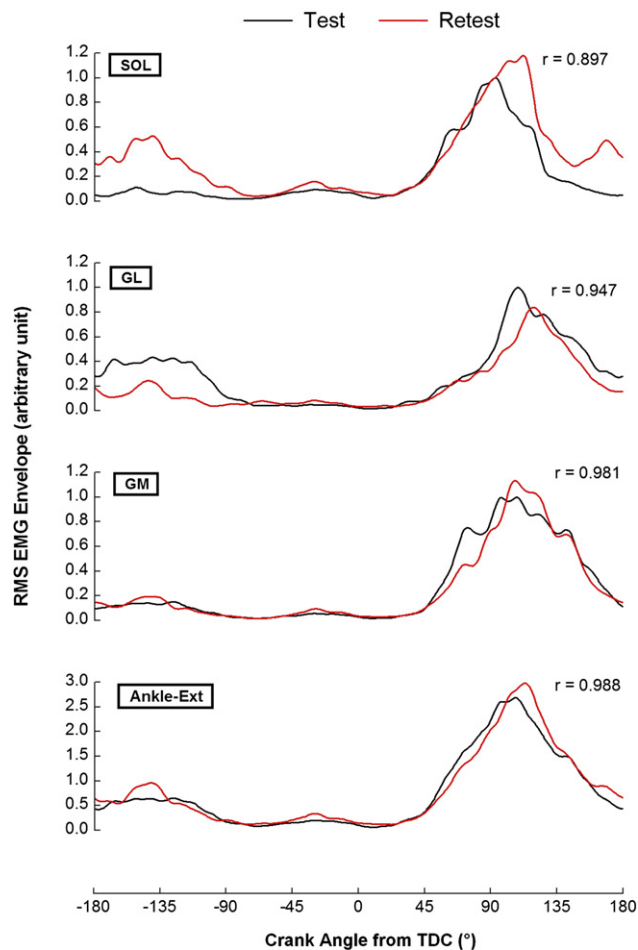 Test Retest
SOL
r = 0.897
1.2
1.0
0.8
0.6
0.4
0.2
0.0
GL
r = 0.947
1.2
1.0
0.8
0.6
0.4
0.2
0.0
GM
r = 0.981
1.2
1.0
0.8
0.6
0.4
0.2
0.0
Ankle-Ext
r = 0.988
3.0
2.5
2.0
1.5
1.0
0.5
0.0
RMS EMG Envelope (arbitrary unit)
-180 -135 -90 -45 0 45 90 135 180
Crank Angle from TDC (°)